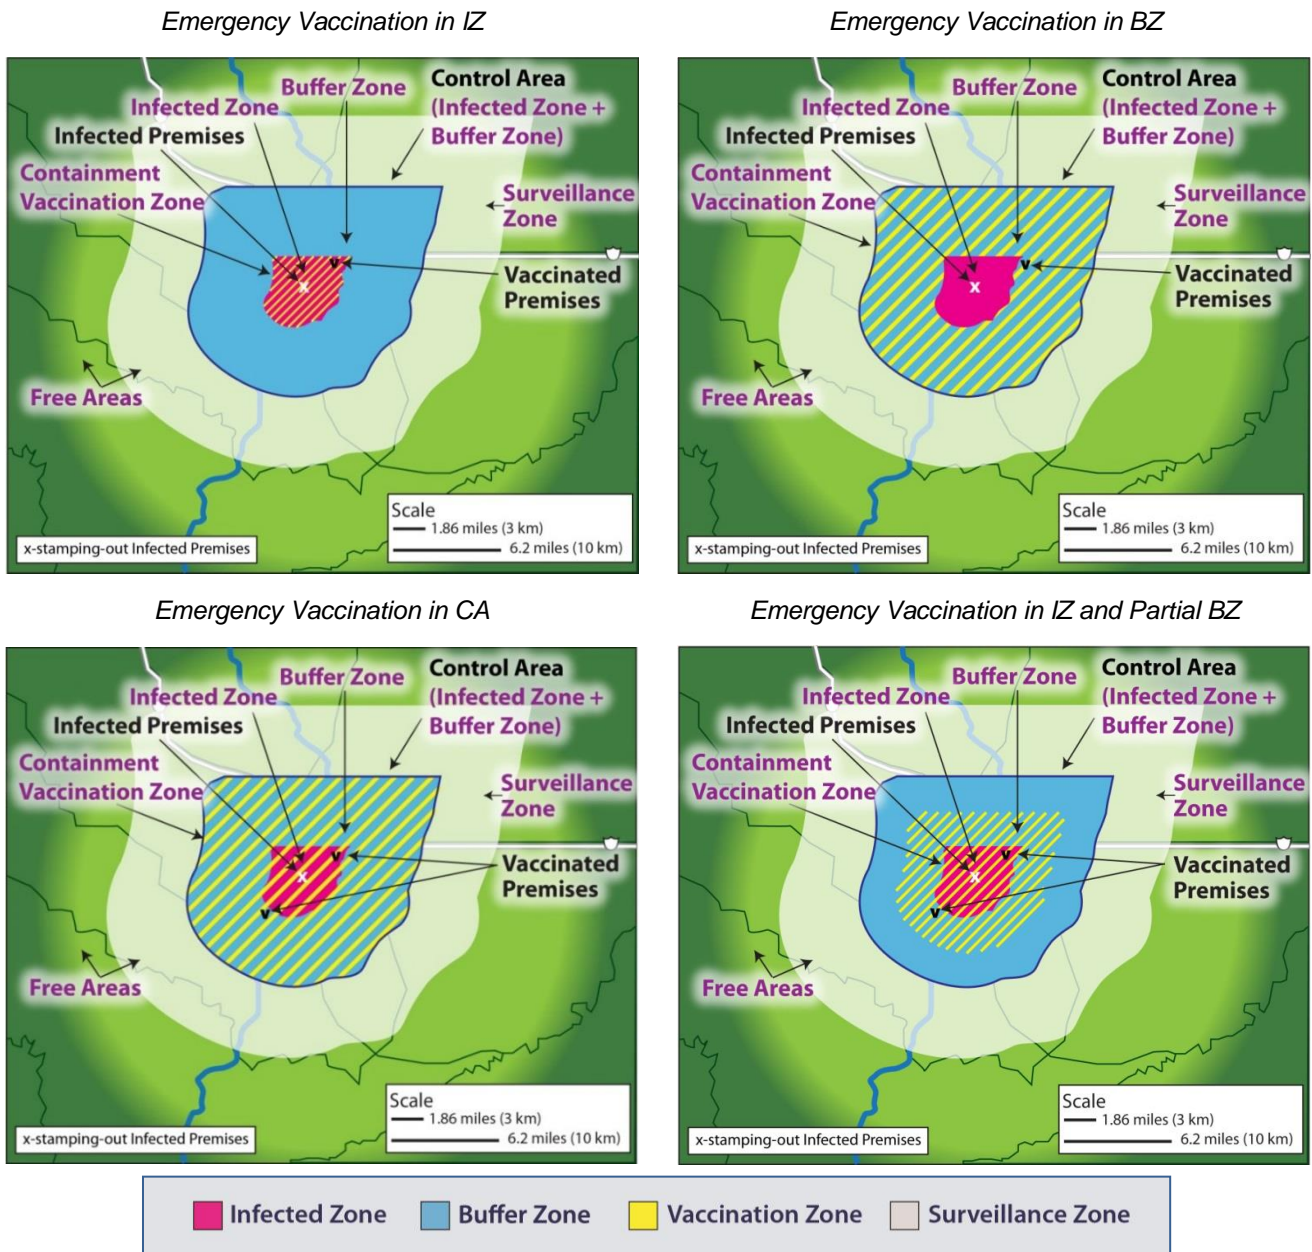 Emergency Vaccination in IZ
Buffer Zone
Control Area
(Infected Zone +
Buffer Zone)
Infected Zone
Infected Premises
Containment
Vaccination Zone
Surveillance
Zone
Vaccinated
Premises
v
x
Free Areas
Scale
1.86 miles (3 km)
6.2 miles (10 km)
x-stamping-out Infected Premises
Emergency Vaccination in BZ
Buffer Zone
Control Area
(Infected Zone +
Buffer Zone)
Infected Zone
Infected Premises
Containment
Vaccination Zone
Surveillance
Zone
Vaccinated
Premises
v
x
Free Areas
Scale
1.86 miles (3 km)
6.2 miles (10 km)
x-stamping-out Infected Premises
Emergency Vaccination in CA
Buffer Zone
Control Area
(Infected Zone +
Buffer Zone)
Infected Zone
Infected Premises
Containment
Vaccination Zone
Surveillance
Zone
Vaccinated
Premises
v
x
v
Free Areas
Scale
1.86 miles (3 km)
6.2 miles (10 km)
x-stamping-out Infected Premises
Emergency Vaccination in IZ and Partial BZ
Buffer Zone
Control Area
(Infected Zone +
Buffer Zone)
Infected Zone
Infected Premises
Containment
Vaccination Zone
Surveillance
Zone
Vaccinated
Premises
v
x
v
Free Areas
Scale
1.86 miles (3 km)
6.2 miles (10 km)
x-stamping-out Infected Premises
Infected Zone
Buffer Zone
Vaccination Zone
Surveillance Zone